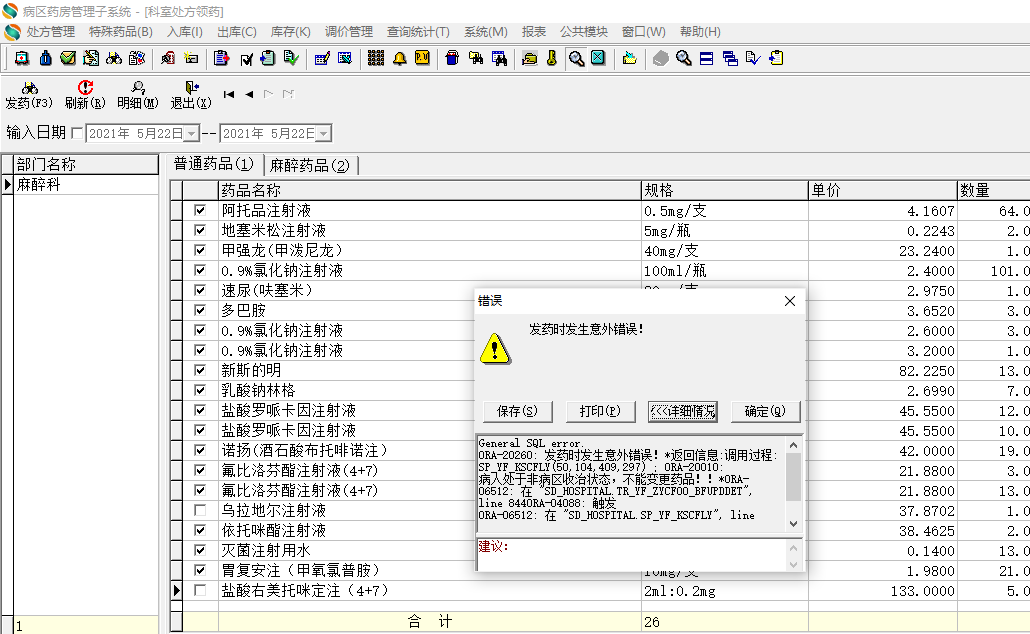 病区药房管理子系统 - [科室处方领药]
处方管理 特殊药品(B) 入库(I) 出库(C) 库存(K) 调价管理 查询统计(T) 系统(M) 报表 公共模块 窗口(W) 帮助(H)
发药(F3) 刷新(R) 明细(M) 退出(X)
输入日期 2021年 5月22日 -- 2021年 5月22日
部门名称
麻醉科
1
普通药品(1) 麻醉药品(2)
药品名称 规格 单价 数量
阿托品注射液 0.5mg/支 4.1607 64.0
地塞米松注射液 5mg/瓶 0.2243 2.0
甲强龙(甲泼尼龙) 40mg/支 23.2400 1.0
0.9%氯化钠注射液 100ml/瓶 2.4000 101.0
速尿(呋塞米) 2.9750 1.0
多巴胺 3.6520 3.0
0.9%氯化钠注射液 2.6000 3.0
0.9%氯化钠注射液 3.2000 1.0
新斯的明 82.2250 13.0
乳酸钠林格 2.6990 7.0
盐酸罗哌卡因注射液 45.5500 12.0
盐酸罗哌卡因注射液 45.5500 10.0
诺扬(酒石酸布托啡诺注) 42.0000 19.0
氟比洛芬酯注射液(4+7) 21.8800 3.0
氟比洛芬酯注射液(4+7) 21.8800 13.0
乌拉地尔注射液 37.8702 1.0
依托咪酯注射液 38.4625 2.0
灭菌注射用水 0.1400 13.0
胃复安注（甲氧氯普胺） 10mg/支 1.9800 21.0
盐酸右美托咪定注（4+7） 2ml:0.2mg 133.0000 5.0
合 计 26
错误
发药时发生意外错误!
保存(S) 打印(P) <<<详细情况 确定(O)
General SQL error.
ORA-20260: 发药时发生意外错误! *返回信息:调用过程:
SP_YF_KSCFLY(50,104,409,297) ; ORA-20010:
病人处于非病区收治状态，不能变更药品！！*ORA-
06512: 在 "SD_HOSPITAL.TR_YF_ZYCF00_BFUPDDET",
line 844ORA-04088: 触发
ORA-06512: 在 "SD_HOSPITAL.SP_YF_KSCFLY", line
建议: